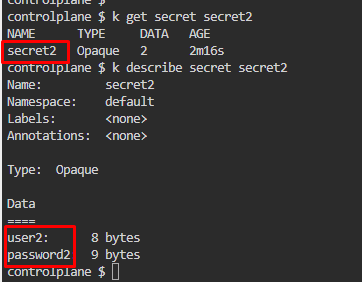 controlplane $
controlplane $ k get secret secret2
NAME      TYPE     DATA   AGE
secret2   Opaque   2      2m16s
controlplane $ k describe secret secret2
Name:         secret2
Namespace:    default
Labels:       <none>
Annotations:  <none>
Type:  Opaque
Data
====
user2:      8 bytes
password2   9 bytes
controlplane $